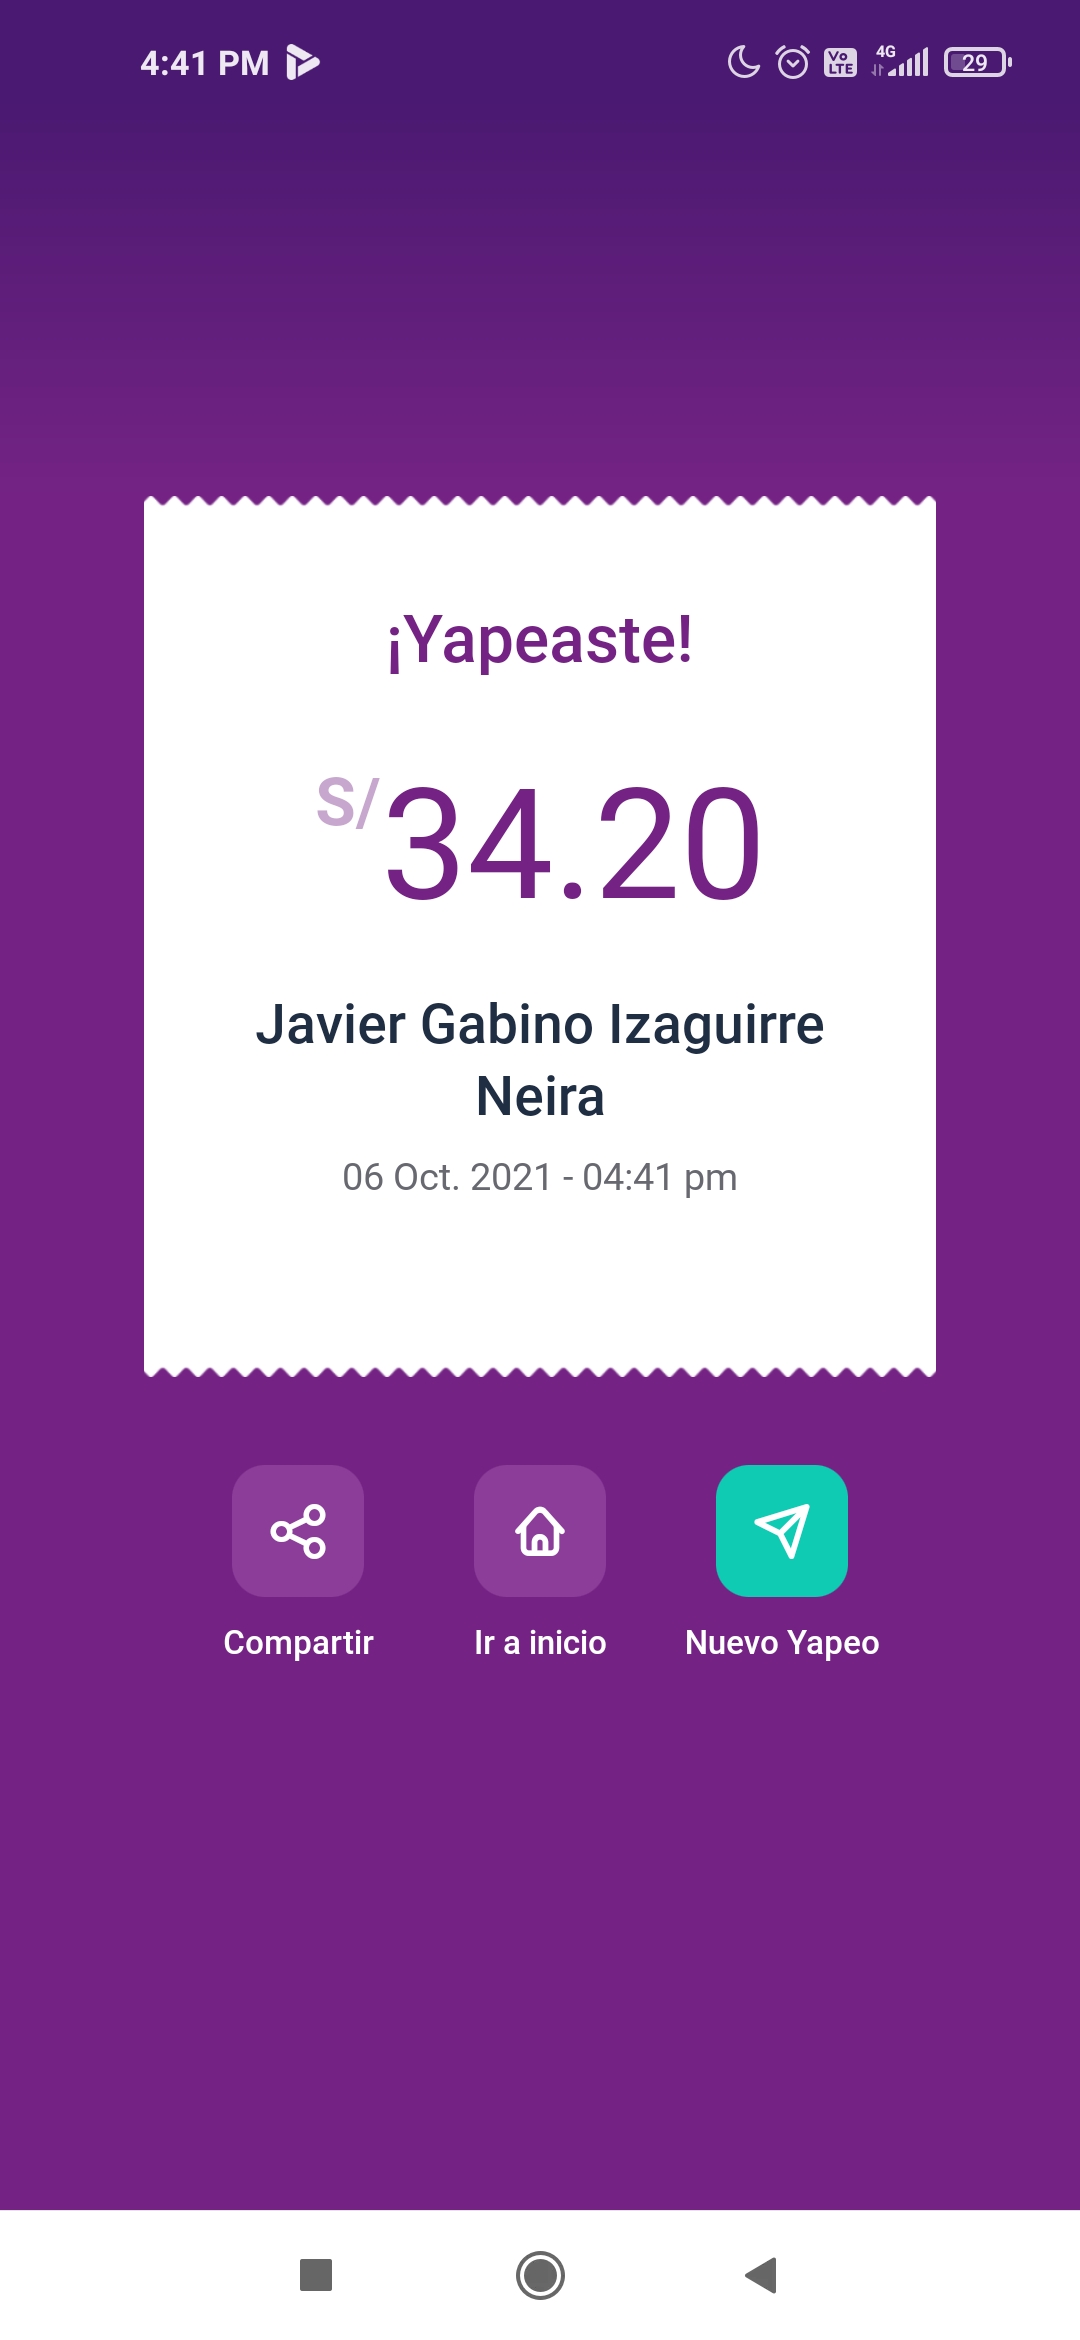 4:41 PM
Vo
LTE
4G
29
¡Yapeaste!
S/34.20
Javier Gabino Izaguirre
Neira
06 Oct. 2021 - 04:41 pm
Compartir
Ir a inicio
Nuevo Yapeo